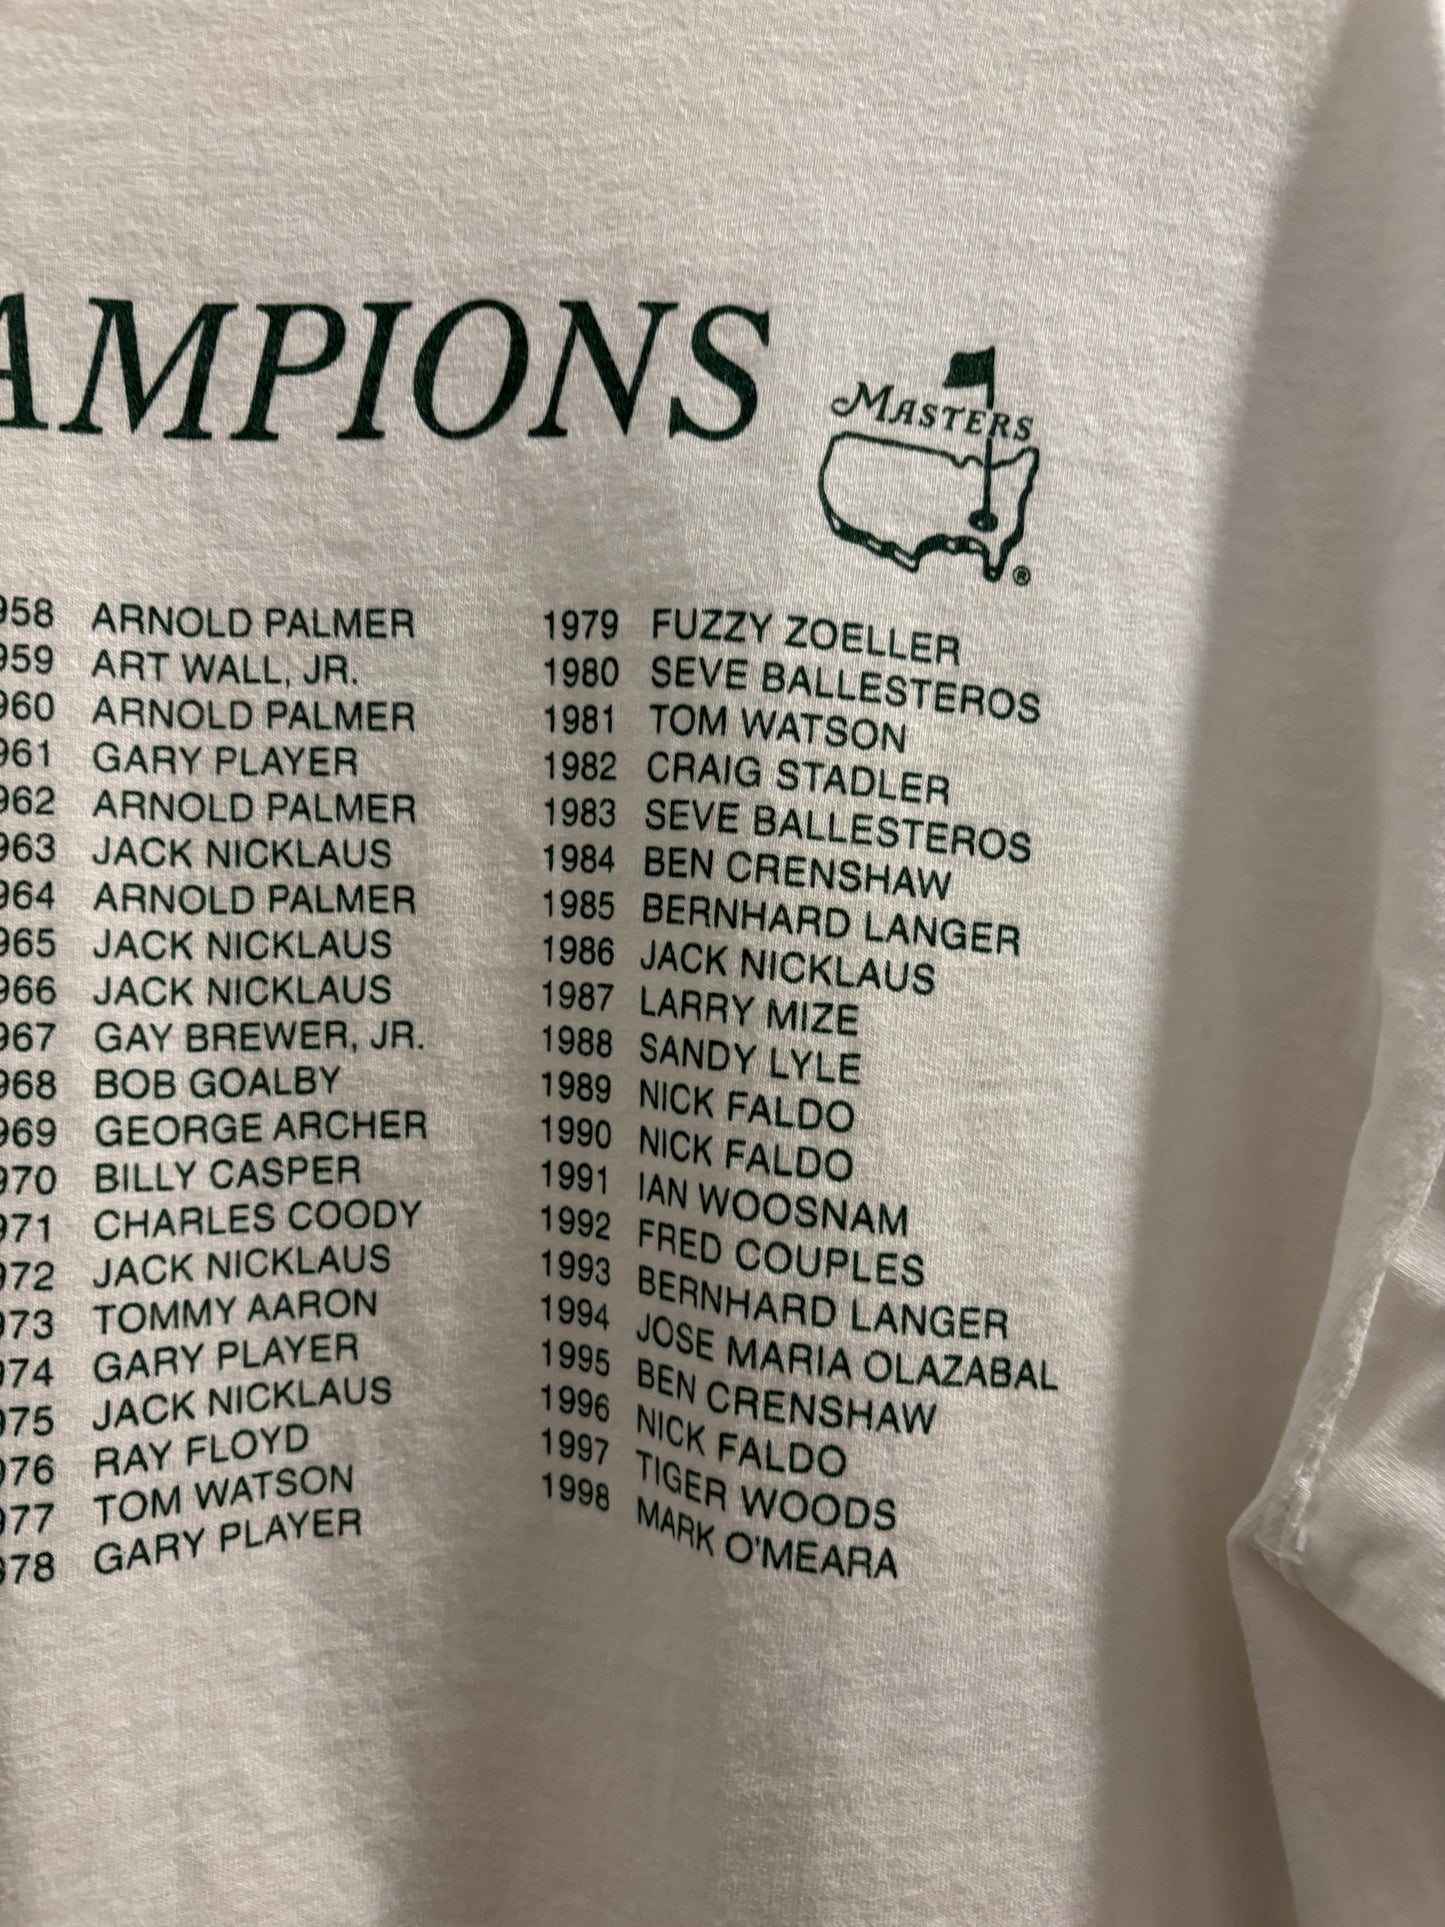 AMPIONS
MASTERS
®
958 ARNOLD PALMER
959 ART WALL, JR.
960 ARNOLD PALMER
961 GARY PLAYER
962 ARNOLD PALMER
963 JACK NICKLAUS
964 ARNOLD PALMER
965 JACK NICKLAUS
966 JACK NICKLAUS
967 GAY BREWER, JR.
968 BOB GOALBY
969 GEORGE ARCHER
970 BILLY CASPER
971 CHARLES COODY
972 JACK NICKLAUS
973 TOMMY AARON
974 GARY PLAYER
975 JACK NICKLAUS
976 RAY FLOYD
977 TOM WATSON
978 GARY PLAYER
1979 FUZZY ZOELLER
1980 SEVE BALLESTEROS
1981 TOM WATSON
1982 CRAIG STADLER
1983 SEVE BALLESTEROS
1984 BEN CRENSHAW
1985 BERNHARD LANGER
1986 JACK NICKLAUS
1987 LARRY MIZE
1988 SANDY LYLE
1989 NICK FALDO
1990 NICK FALDO
1991 IAN WOOSNAM
1992 FRED COUPLES
1993 BERNHARD LANGER
1994 JOSE MARIA OLAZABAL
1995 BEN CRENSHAW
1996 NICK FALDO
1997 TIGER WOODS
1998 MARK O'MEARA